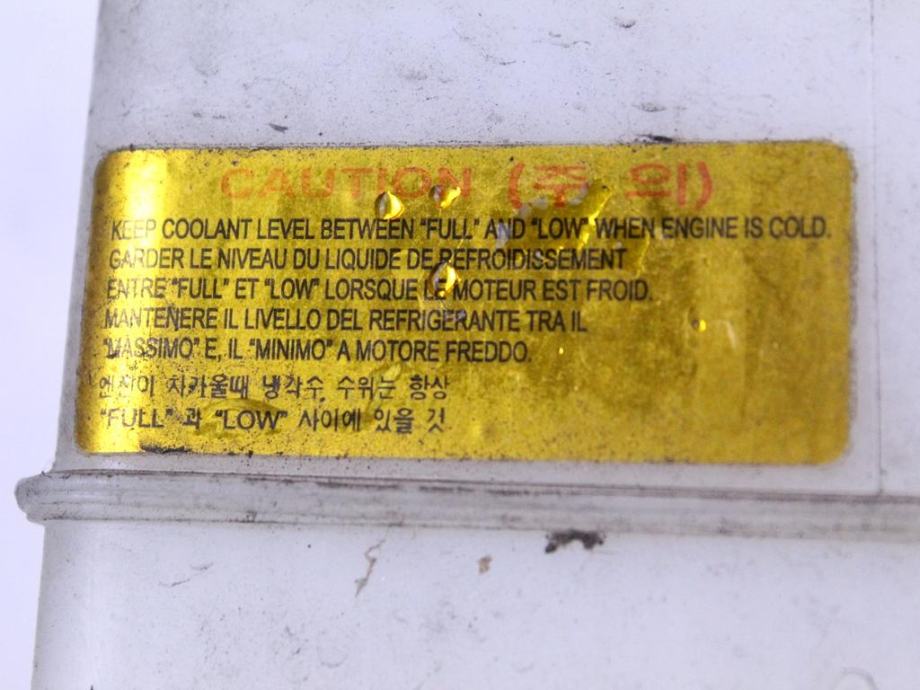 CAUTION (주 의)
KEEP COOLANT LEVEL BETWEEN "FULL" AND "LOW" WHEN ENGINE IS COLD.
GARDER LE NIVEAU DU LIQUIDE DE REFROIDISSEMENT
ENTRE "FULL" ET "LOW" LORSQUE LE MOTEUR EST FROID.
MANTENERE IL LIVELLO DEL REFRIGERANTE TRA IL
"MASSIMO" E, IL "MINIMO" A MOTORE FREDDO.
엔진이 차가울때 냉각수, 수위는 항상
"FULL" 과 "LOW" 사이에 있을 것